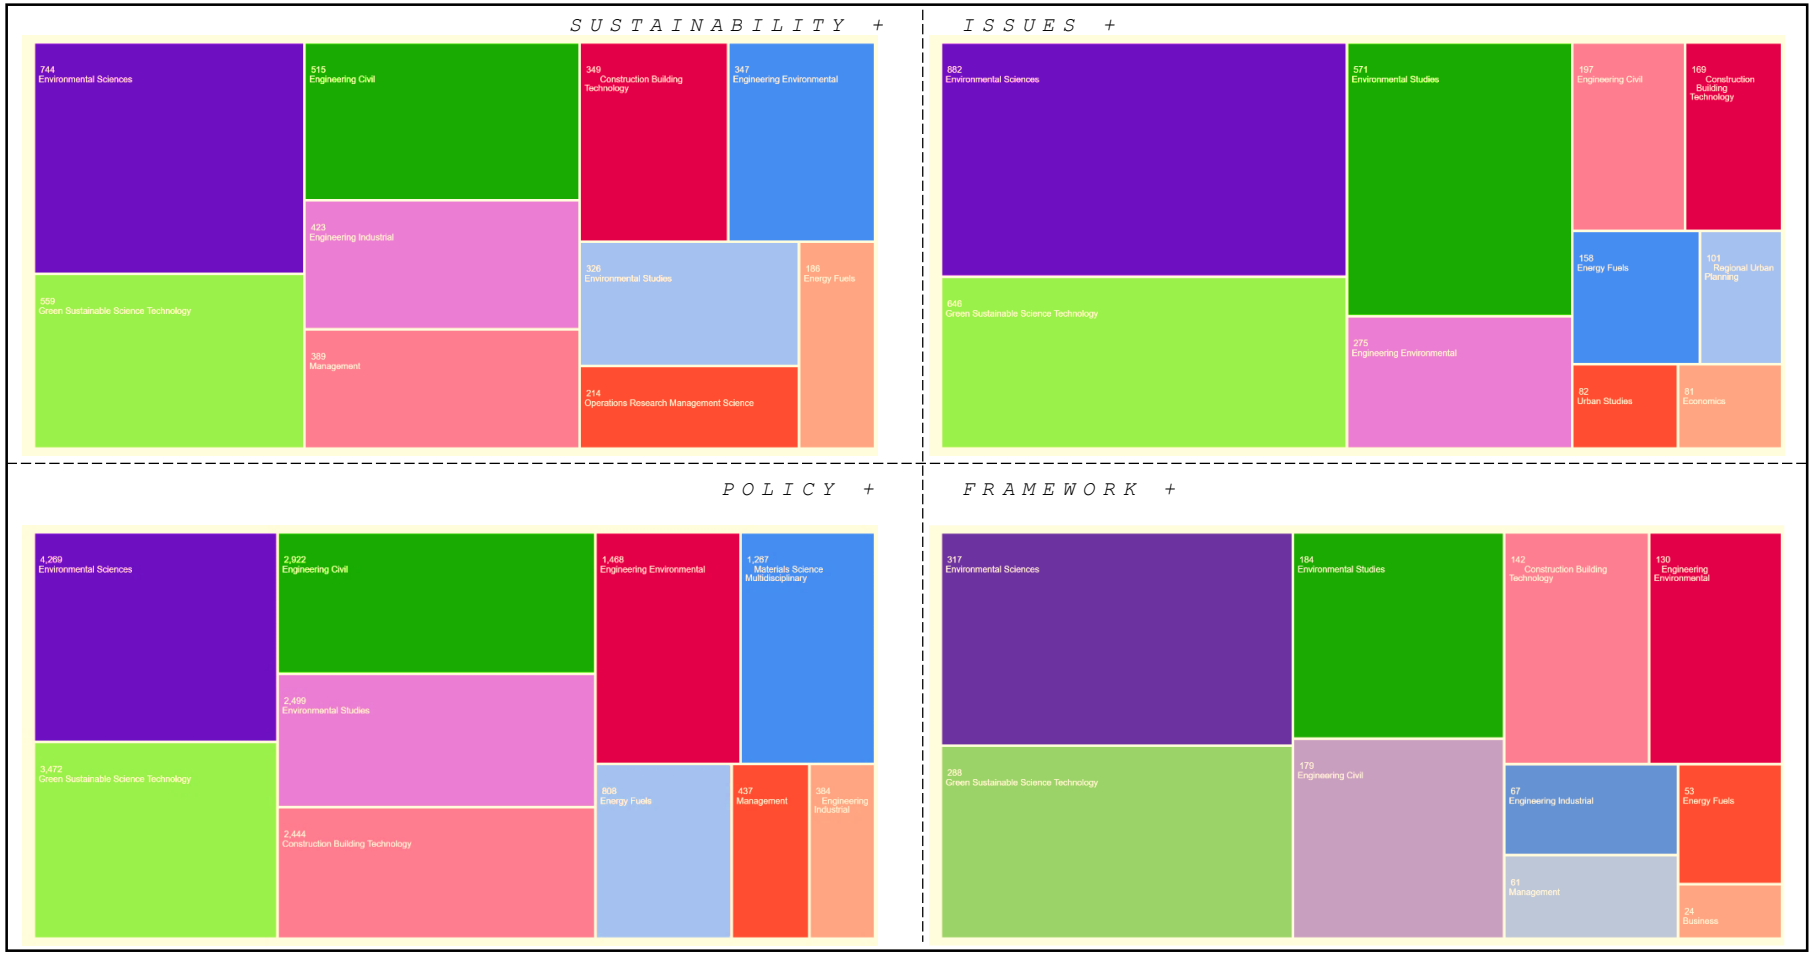 SUSTAINABILITY +
744
Environmental Sciences
559
Green Sustainable Science Technology
515
Engineering Civil
423
Engineering Industrial
389
Management
349
Construction Building
Technology
347
Engineering Environmental
326
Environmental Studies
214
Operations Research Management Science
186
Energy Fuels
ISSUES +
882
Environmental Sciences
646
Green Sustainable Science Technology
571
Environmental Studies
275
Engineering Environmental
197
Engineering Civil
169
Construction
Building
Technology
158
Energy Fuels
101
Regional Urban
Planning
82
Urban Studies
81
Economics
POLICY +
4,269
Environmental Sciences
3,472
Green Sustainable Science Technology
2,922
Engineering Civil
2,499
Environmental Studies
2,444
Construction Building Technology
1,468
Engineering Environmental
1,267
Materials Science
Multidisciplinary
808
Energy Fuels
437
Management
384
Engineering
Industrial
FRAMEWORK +
317
Environmental Sciences
288
Green Sustainable Science Technology
184
Environmental Studies
179
Engineering Civil
142
Construction Building
Technology
130
Engineering
Environmental
67
Engineering Industrial
61
Management
53
Energy Fuels
24
Business